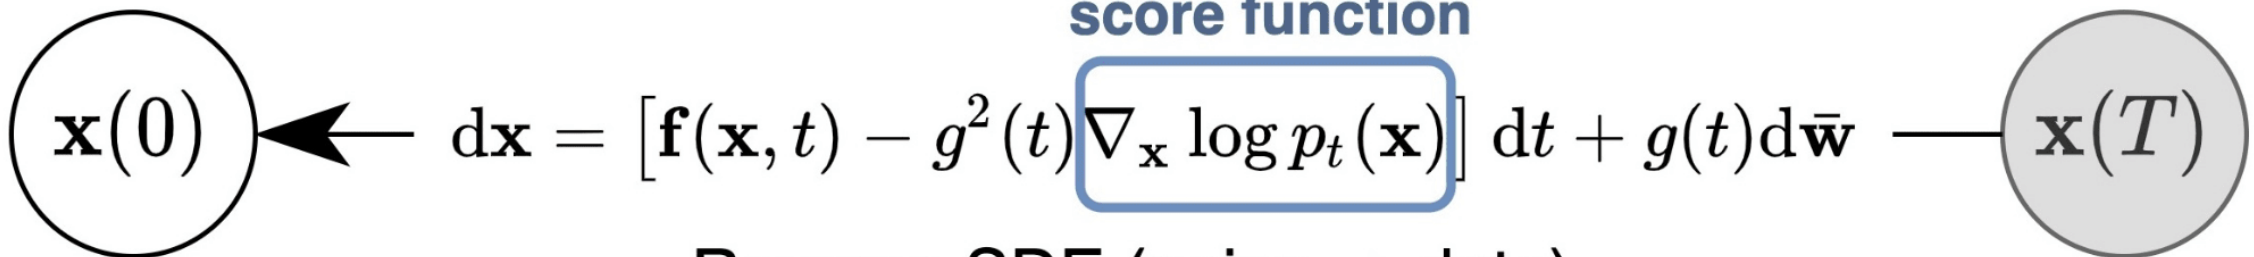 score function
x(0) dx = [f(x, t) − g²(t)∇ₓ log pₜ(x)] dt + g(t)dw̄ x(T)